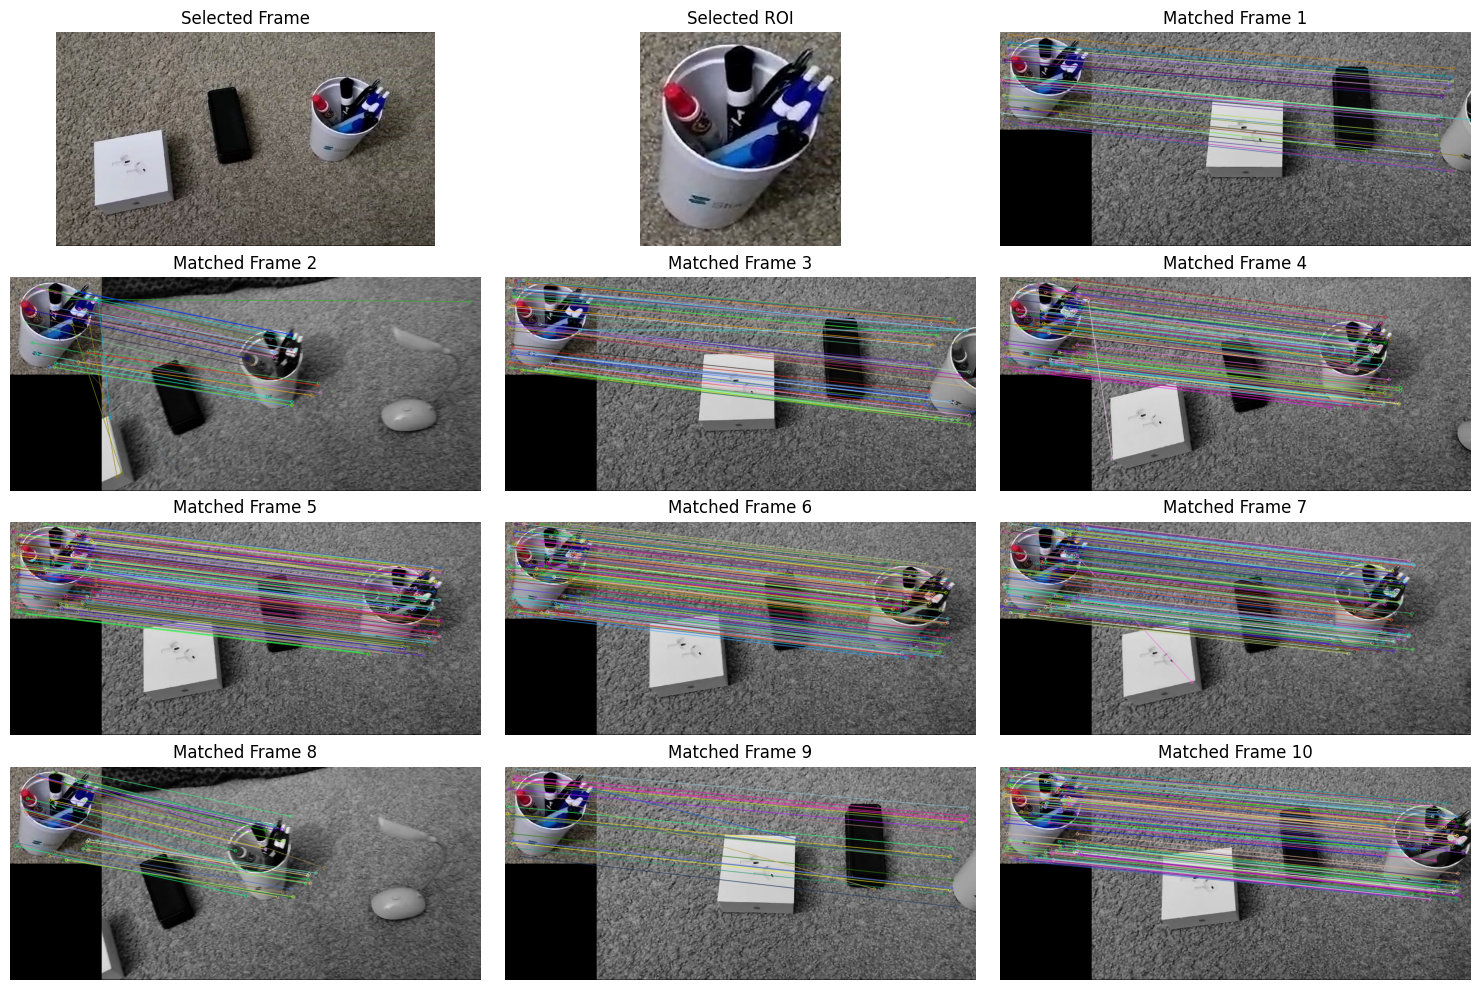 Selected Frame
Selected ROI
Matched Frame 1
Matched Frame 2
Matched Frame 3
Matched Frame 4
Matched Frame 5
Matched Frame 6
Matched Frame 7
Matched Frame 8
Matched Frame 9
Matched Frame 10